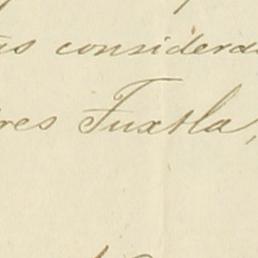 considera
res Tuxtla,